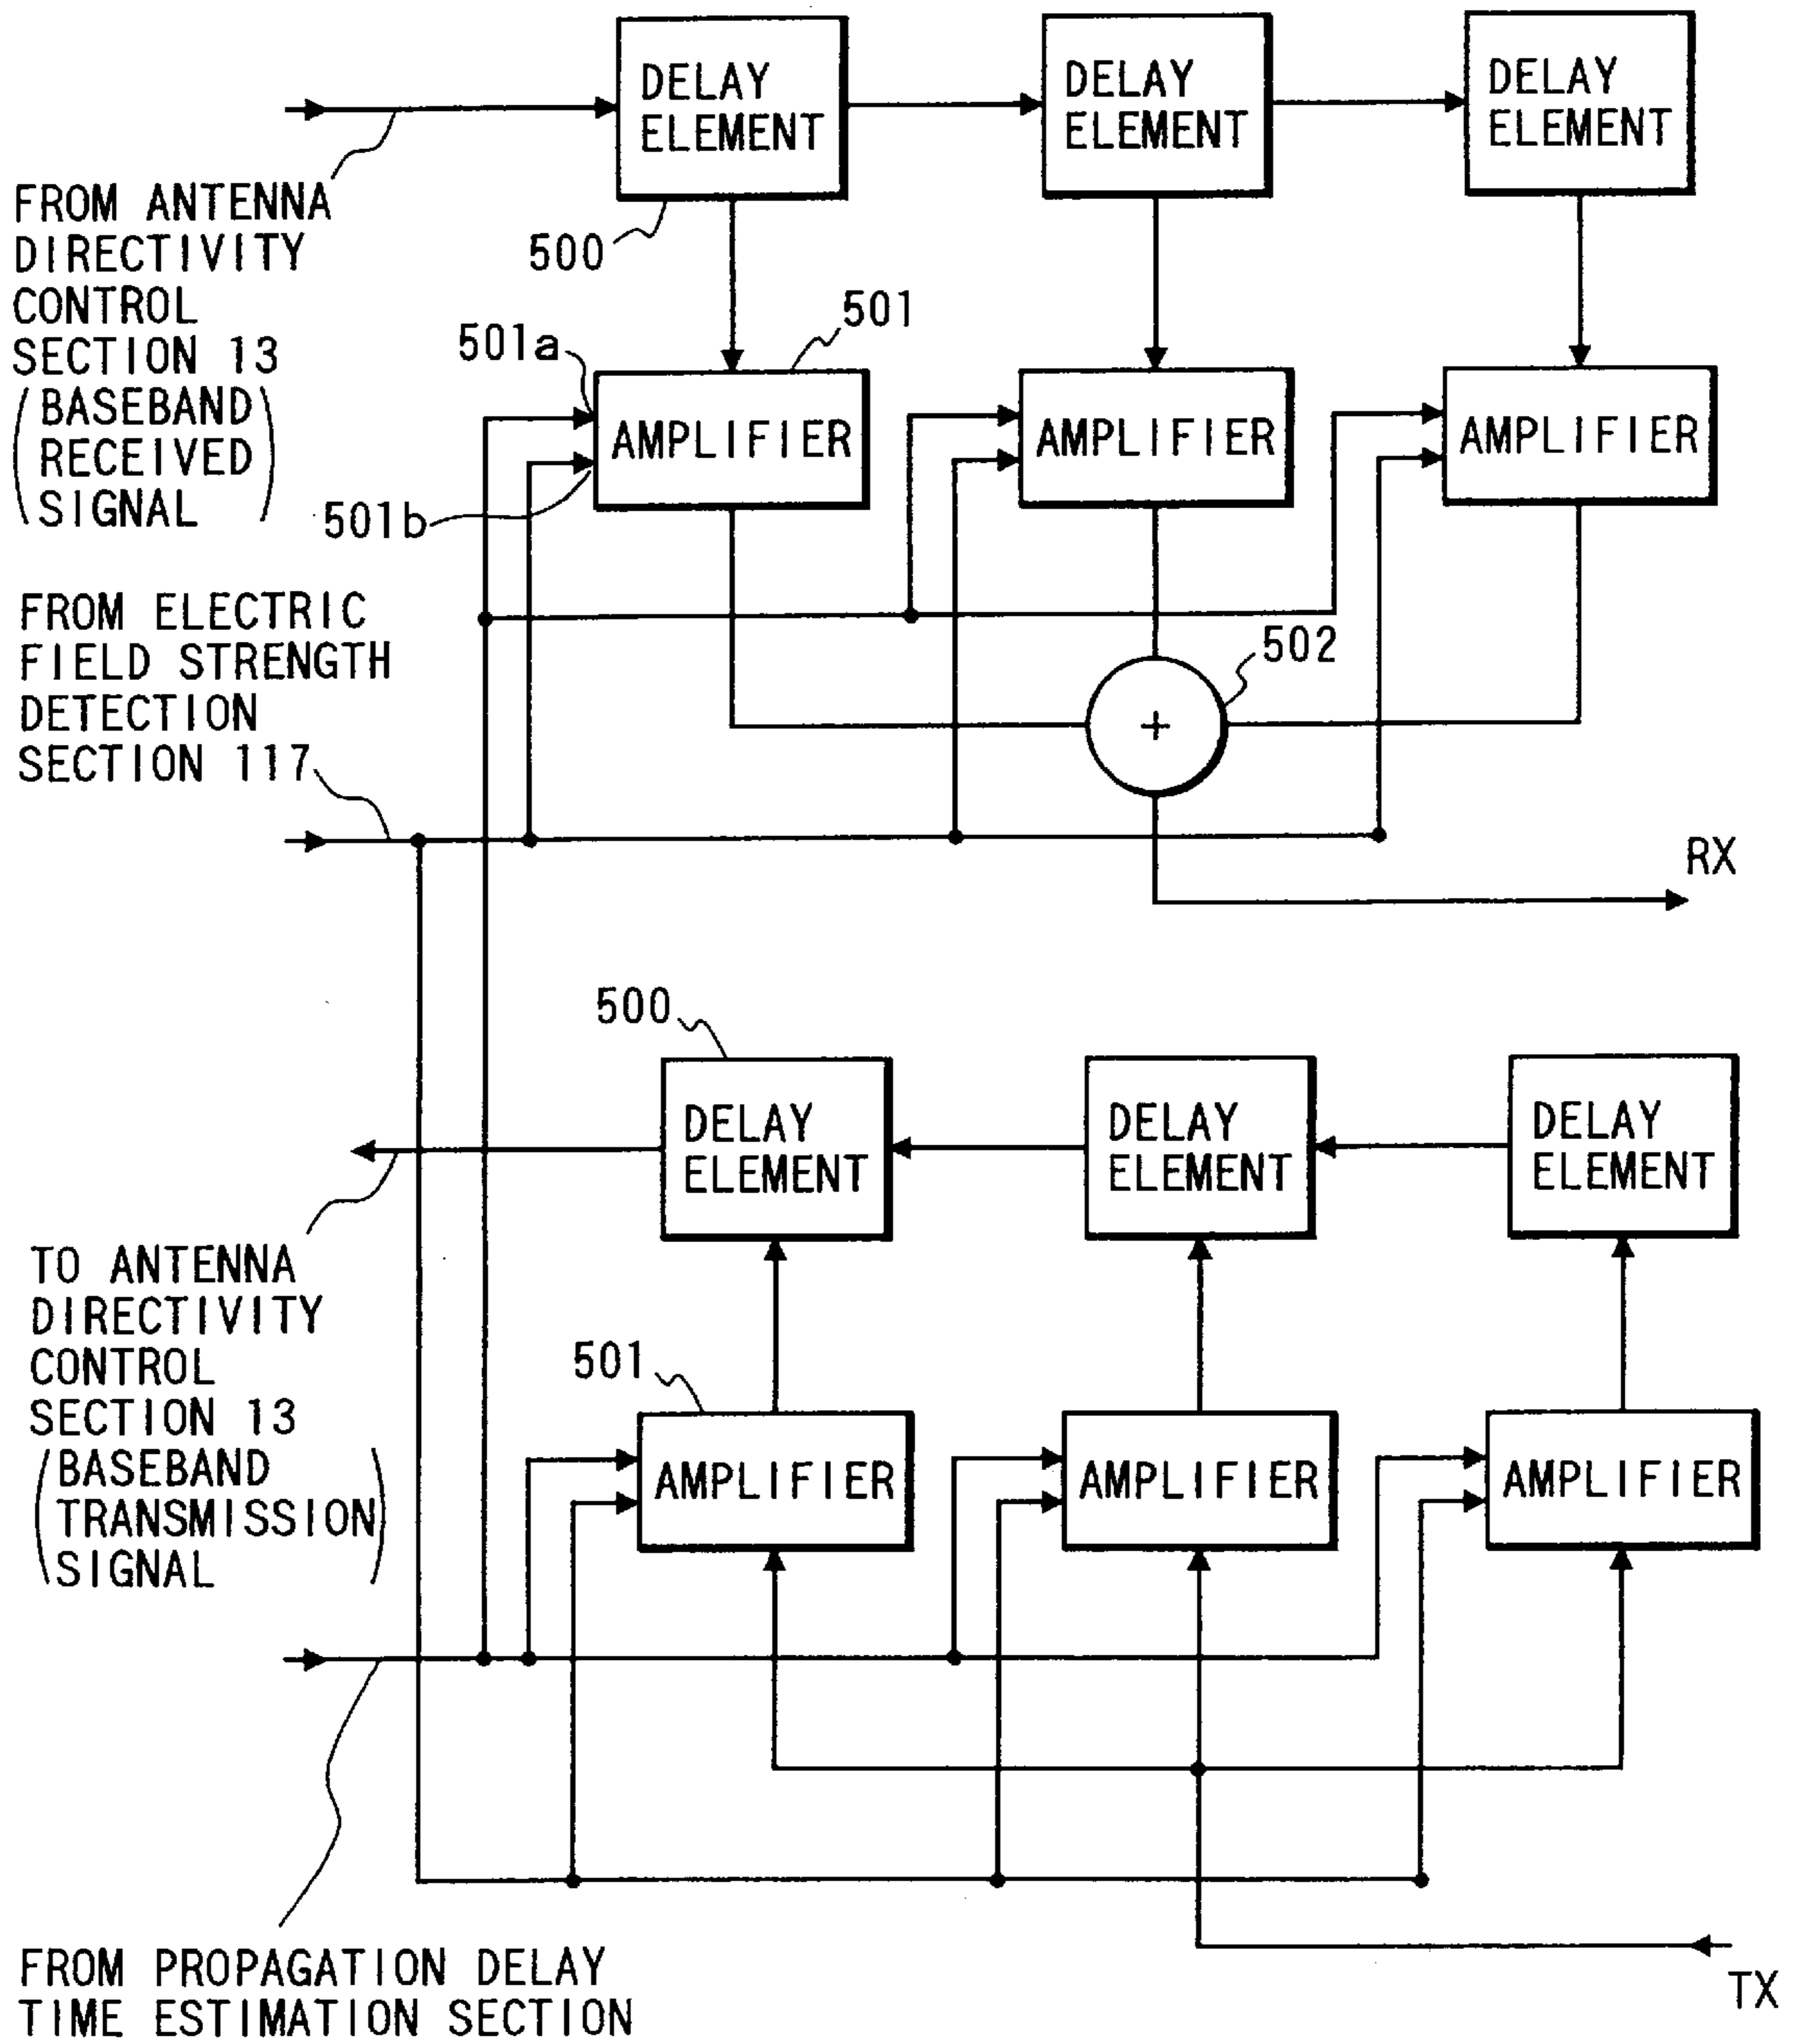 DELAY
ELEMENT
DELAY
ELEMENT
DELAY
ELEMENT
FROM ANTENNA
DIRECTIVITY
CONTROL
SECTION 13
(BASEBAND
RECEIVED
SIGNAL)
500
501
501a
501b
AMPLIFIER
AMPLIFIER
AMPLIFIER
FROM ELECTRIC
FIELD STRENGTH
DETECTION
SECTION 117
502
+
RX
500
DELAY
ELEMENT
DELAY
ELEMENT
DELAY
ELEMENT
TO ANTENNA
DIRECTIVITY
CONTROL
SECTION 13
(BASEBAND
TRANSMISSION
SIGNAL)
501
AMPLIFIER
AMPLIFIER
AMPLIFIER
FROM PROPAGATION DELAY
TIME ESTIMATION SECTION
TX